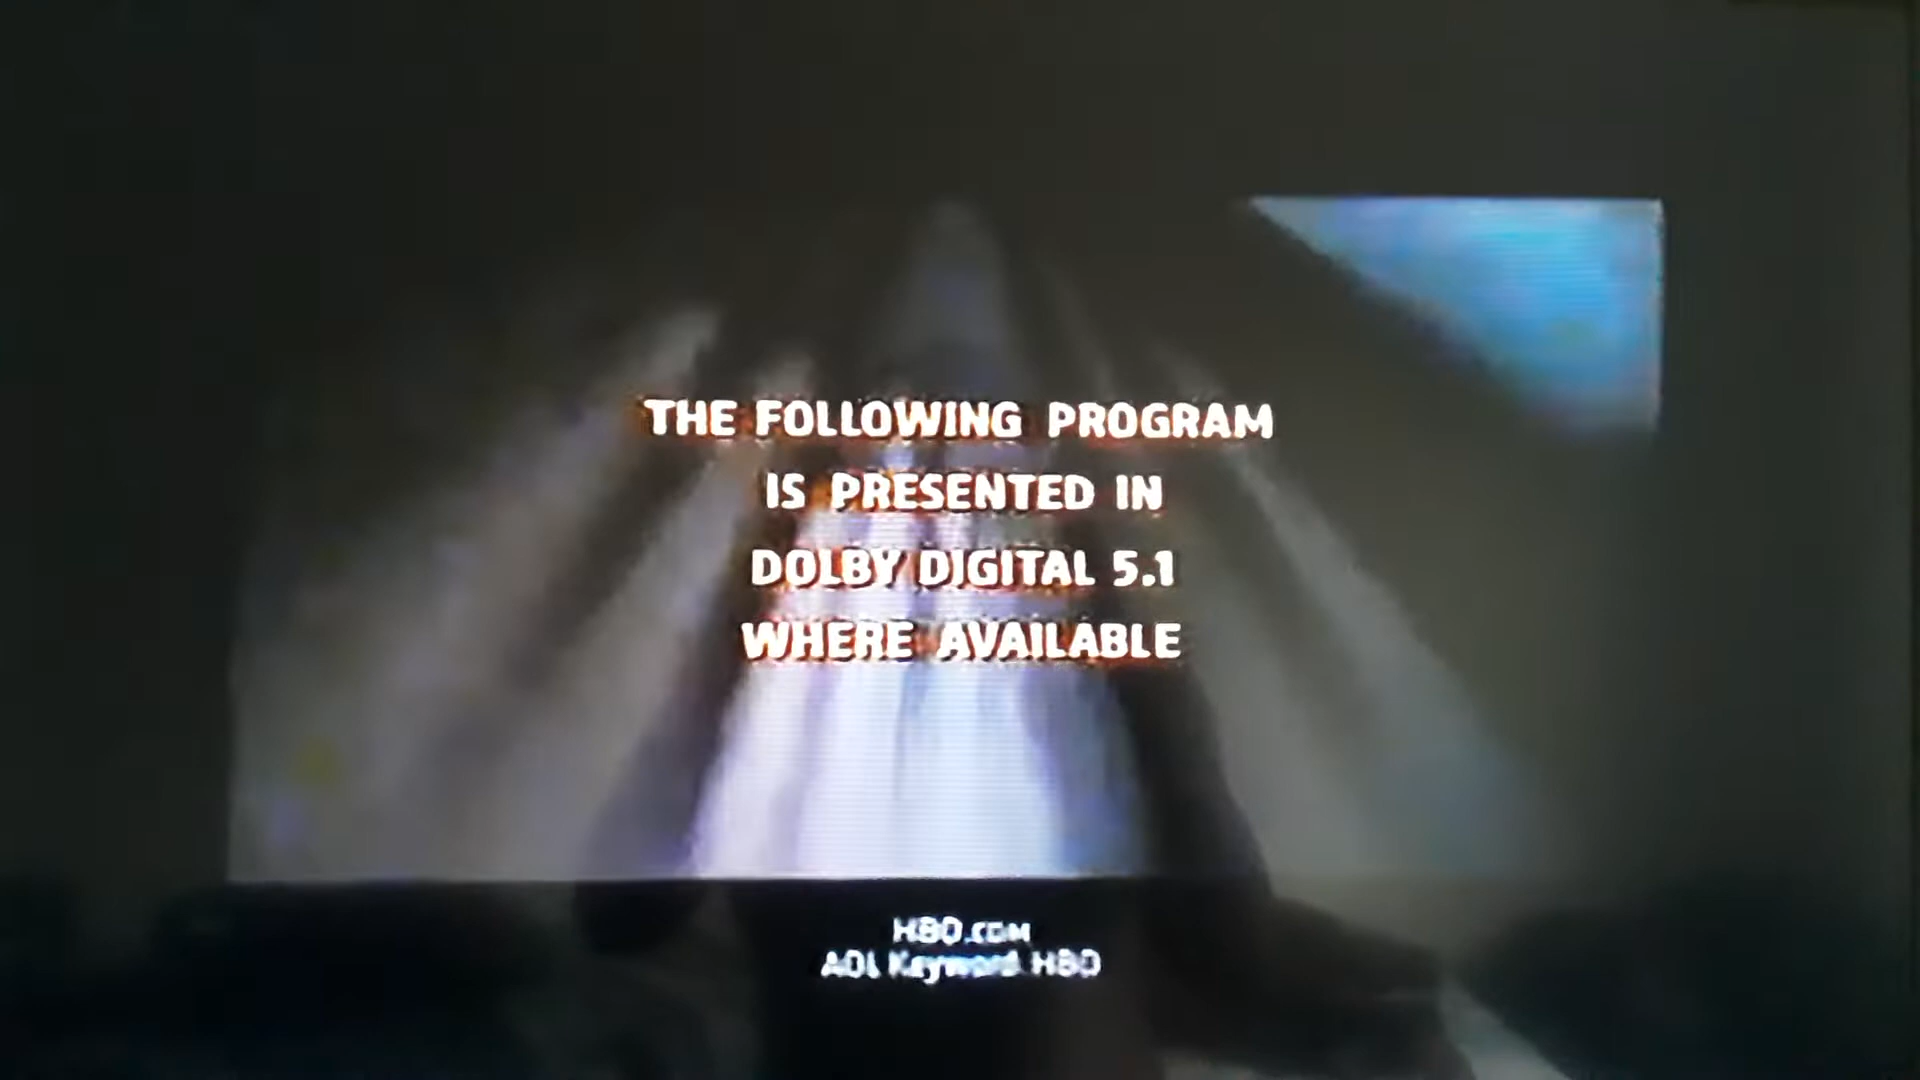 THE FOLLOWING PROGRAM
IS PRESENTED IN
DOLBY DIGITAL 5.1
WHERE AVAILABLE
HBO.COM
AOL Keyword: HBO